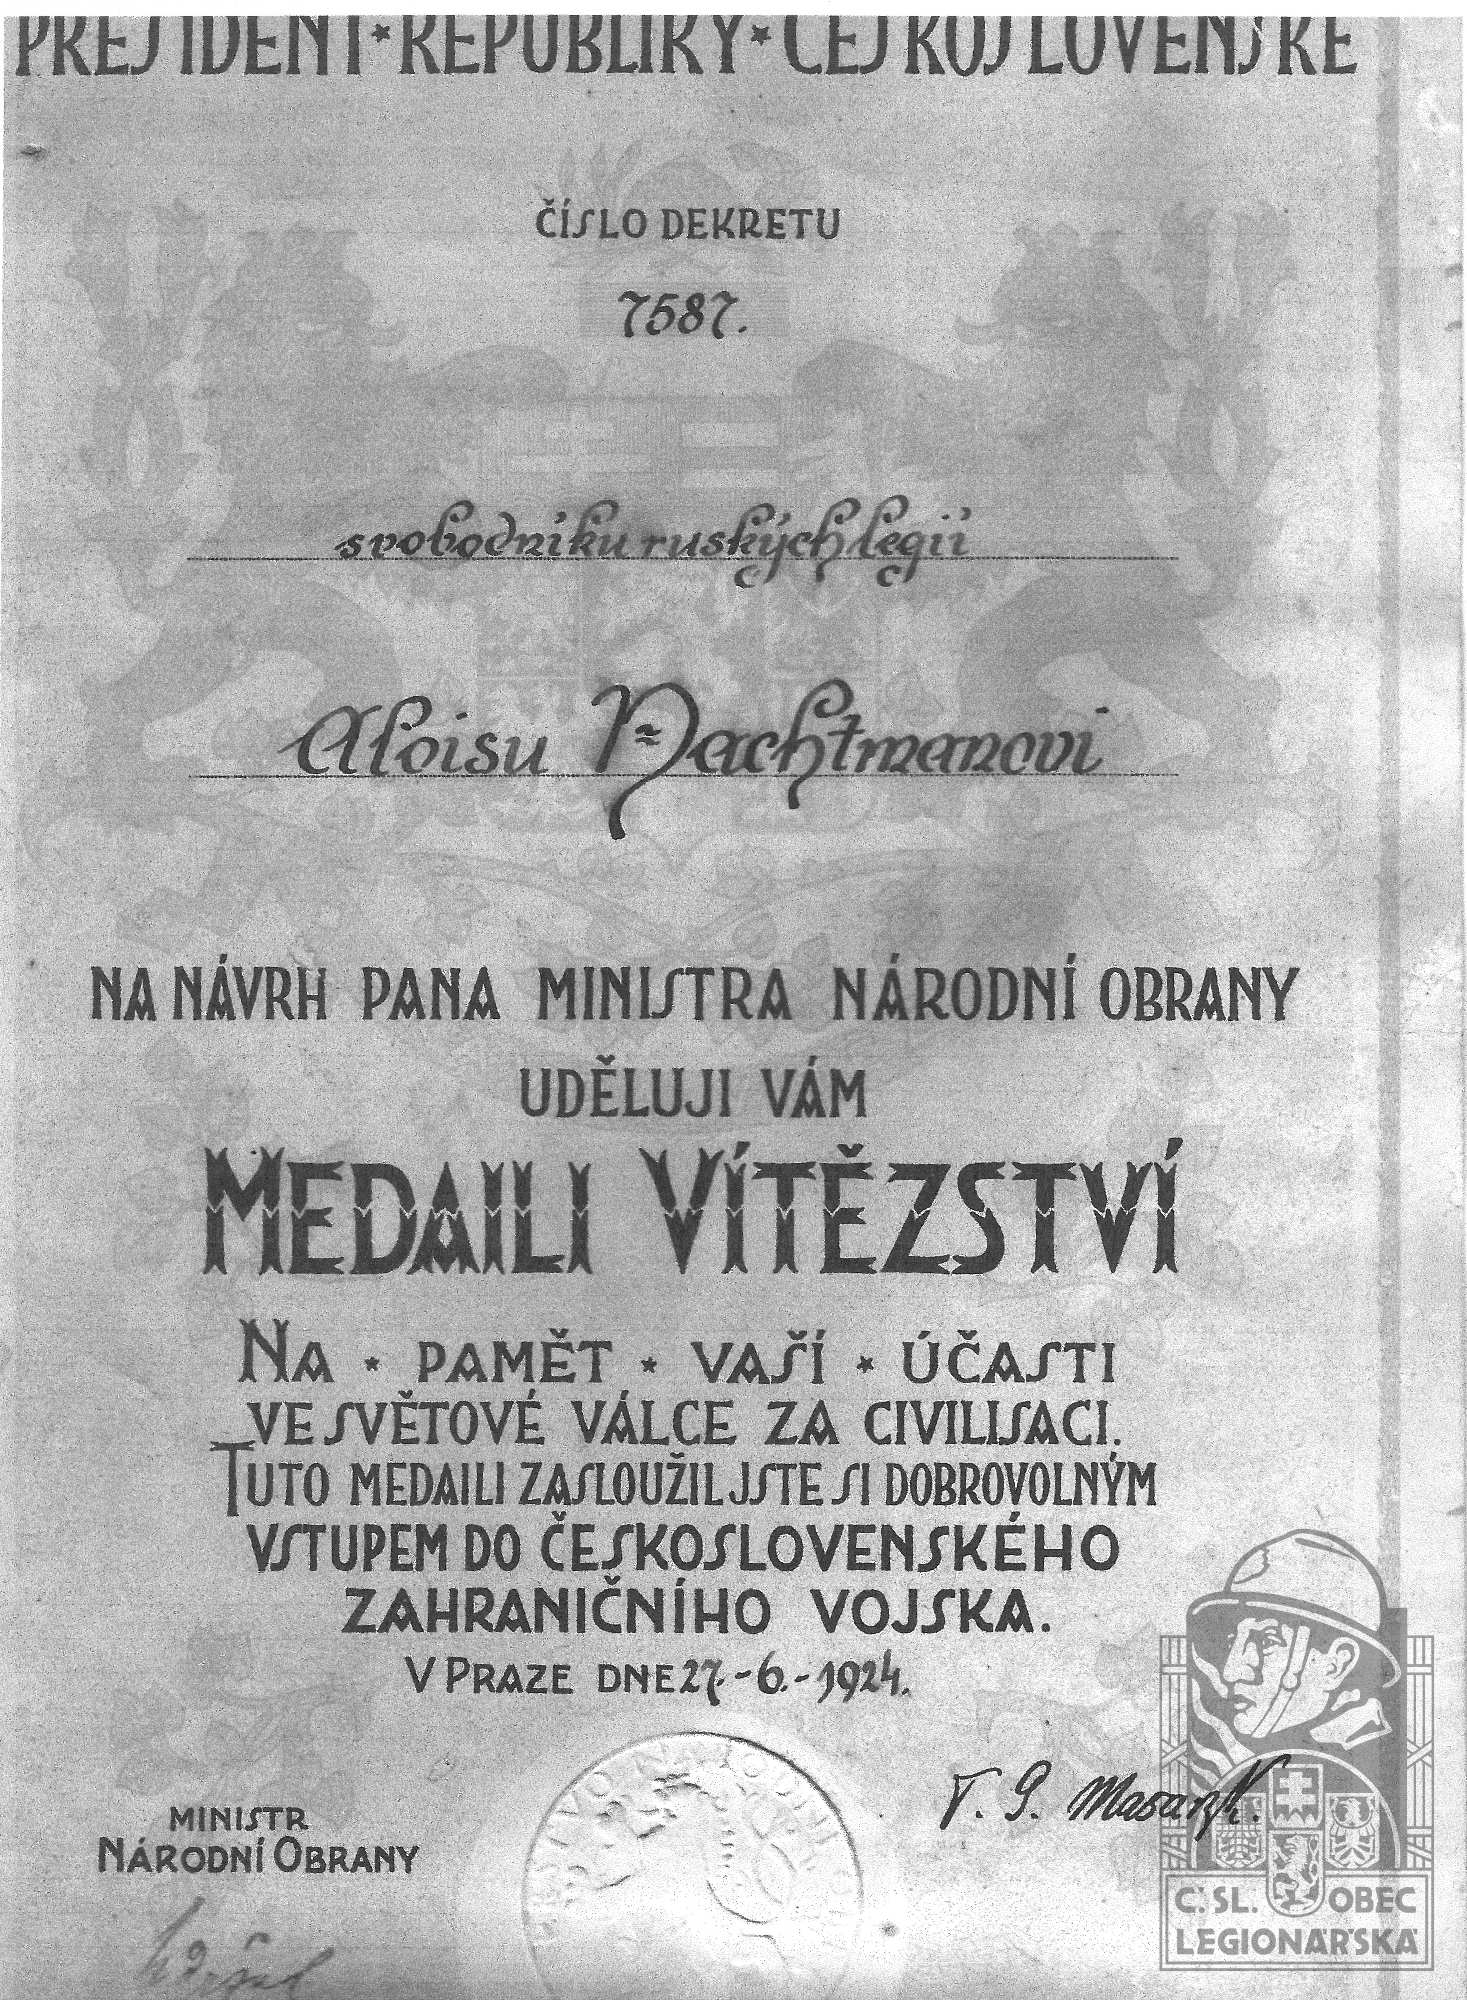 PRESIDENT * REPUBLIKY * ČESKOSLOVENSKÉ
ČÍSLO DEKRETU
7587.
svobodníku ruských legií
Aloisu Nachtmanovi
NA NÁVRH PANA MINISTRA NÁRODNÍ OBRANY
UDĚLUJI VÁM
MEDAILI VÍTĚZSTVÍ
NA * PAMĚT * VAŠÍ * ÚČASTI
VE SVĚTOVÉ VÁLCE ZA CIVILISACI.
TUTO MEDAILI ZASLOUŽIL JSTE SI DOBROVOLNÝM
VSTUPEM DO ČESKOSLOVENSKÉHO
ZAHRANIČNÍHO VOJSKA.
V PRAZE DNE 27.-6.-1924.
T. G. Masaryk.
MINISTR
NÁRODNÍ OBRANY
Č.SL. OBEC
LEGIONÁŘSKÁ